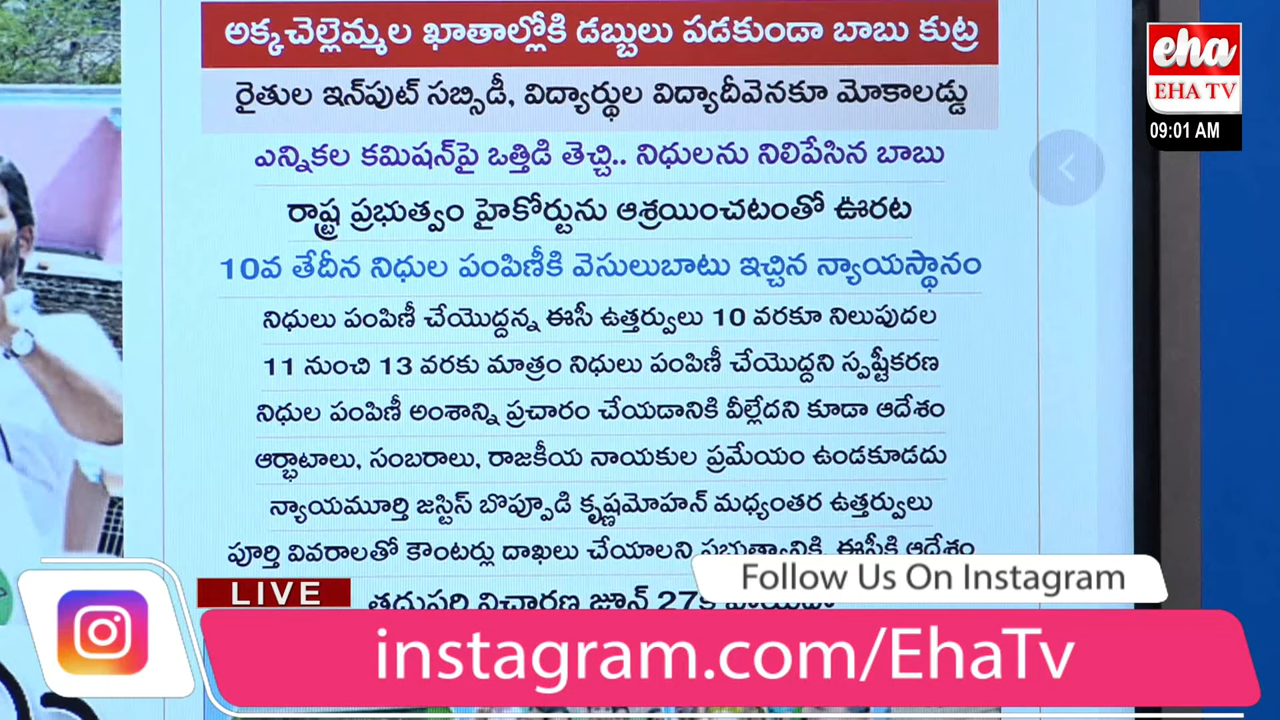 అక్కచెల్లెమ్మల ఖాతాల్లోకి డబ్బులు పడకుండా బాబు కుట్ర
రైతుల ఇన్‌పుట్ సబ్సిడీ, విద్యార్థుల విద్యాదీవెనకూ మోకాలడ్డు
ఎన్నికల కమిషన్‌పై ఒత్తిడి తెచ్చి.. నిధులను నిలిపేసిన బాబు
రాష్ట్ర ప్రభుత్వం హైకోర్టును ఆశ్రయించటంతో ఊరట
10వ తేదీన నిధుల పంపిణీకి వెసులుబాటు ఇచ్చిన న్యాయస్థానం
నిధులు పంపిణీ చేయొద్దన్న ఈసీ ఉత్తర్వులు 10 వరకూ నిలుపుదల
11 నుంచి 13 వరకు మాత్రం నిధులు పంపిణీ చేయొద్దని స్పష్టీకరణ
నిధుల పంపిణీ అంశాన్ని ప్రచారం చేయడానికి వీల్లేదని కూడా ఆదేశం
ఆర్భాటాలు, సంబరాలు, రాజకీయ నాయకుల ప్రమేయం ఉండకూడదు
న్యాయమూర్తి జస్టిస్ బొప్పూడి కృష్ణమోహన్ మధ్యంతర ఉత్తర్వులు
పూర్తి వివరాలతో కౌంటర్లు దాఖలు చేయాలని ప్రభుత్వానికి, ఈసీకి ఆదేశం
తదుపరి విచారణ జూన్ 27కి
eha
EHA TV
09:01 AM
LIVE
Follow Us On Instagram
instagram.com/EhaTv